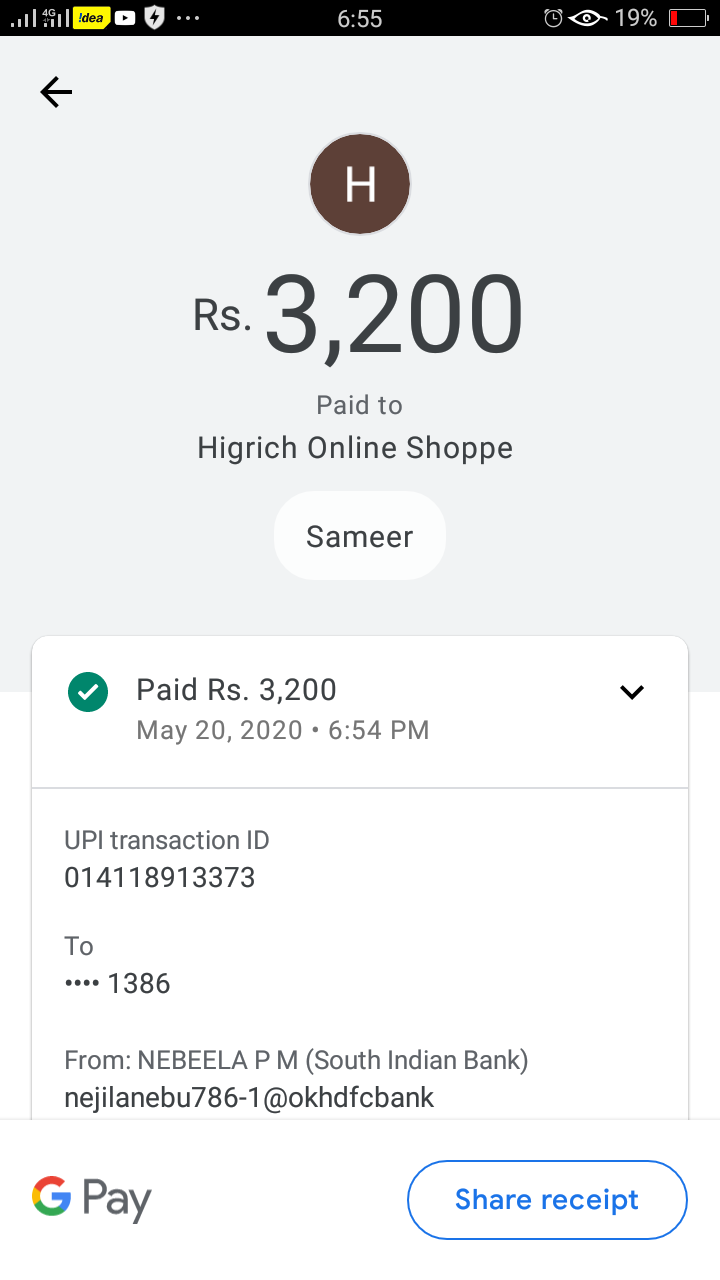 4G !dea 6:55 19%
H
Rs. 3,200
Paid to
Higrich Online Shoppe
Sameer
Paid Rs. 3,200
May 20, 2020 • 6:54 PM
UPI transaction ID
014118913373
To
•••• 1386
From: NEBEELA P M (South Indian Bank)
nejilanebu786-1@okhdfcbank
G Pay
Share receipt